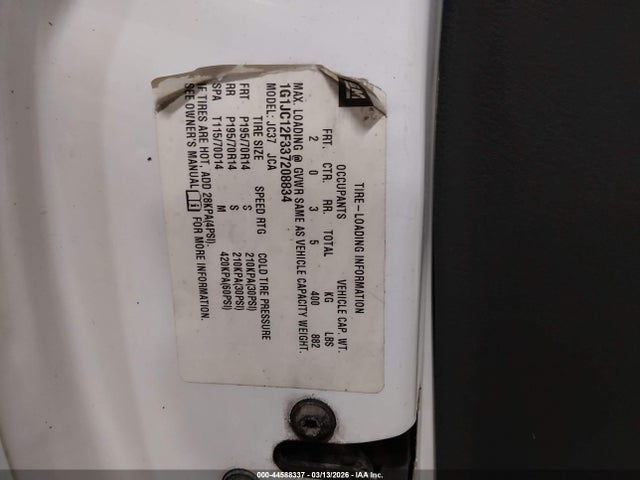 GM
TIRE-LOADING INFORMATION
OCCUPANTS VEHICLE CAP. WT.
FRT. CTR. RR. TOTAL KG LBS
2 0 3 5 400 882
MAX. LOADING @ GVWR SAME AS VEHICLE CAPACITY WEIGHT.
1G1JC12F337208834
MODEL: JC37 JCA
TIRE SIZE SPEED RTG COLD TIRE PRESSURE
FRT. P195/70R14 S 210KPA(30PSI)
RR P195/70R14 S 210KPA(30PSI)
SPA T115/70D14 M 420KPA(60PSI)
IF TIRES ARE HOT, ADD 28KPA(4PSI).
SEE OWNER'S MANUAL FOR MORE INFORMATION.
000-44588337 - 03/13/2026 - IAA Inc.